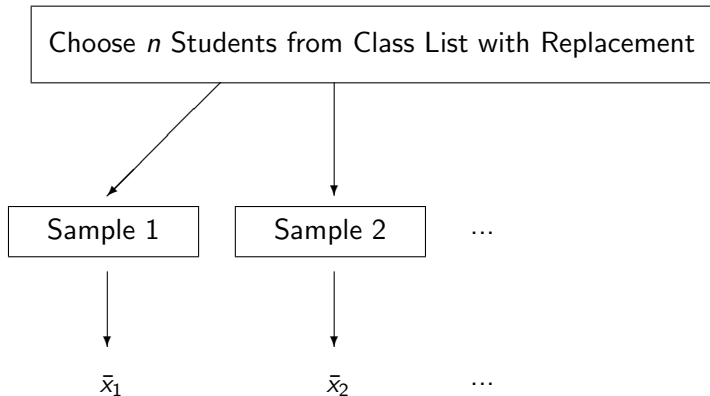 Choose n Students from Class List with Replacement
Sample 1 Sample 2 ...
x̄₁ x̄₂ ...